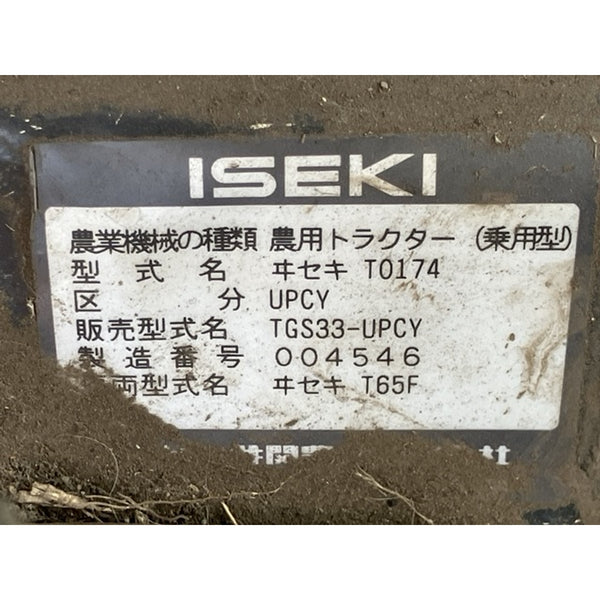 ISEKI
農業機械の種類 農用トラクター (乗用型)
型式名 ヰセキ T0174
区分 UPCY
販売型式名 TGS33-UPCY
製造番号 004546
両型式名 ヰセキ T65F